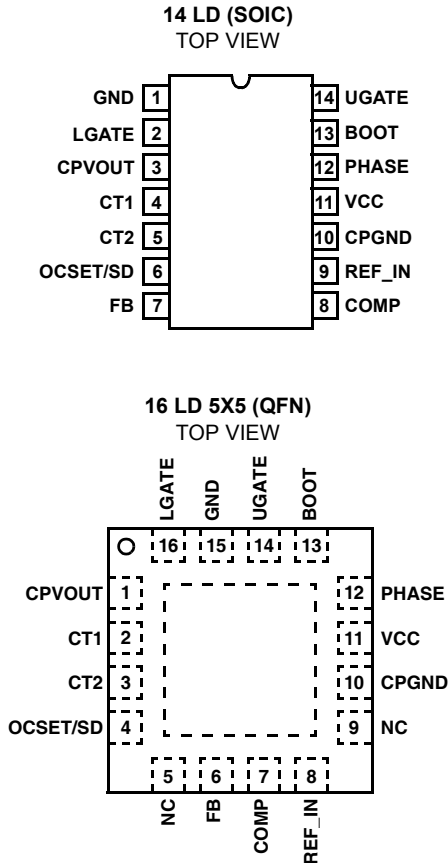 14 LD (SOIC)
TOP VIEW
GND 1 14 UGATE
LGATE 2 13 BOOT
CPVOUT 3 12 PHASE
CT1 4 11 VCC
CT2 5 10 CPGND
OCSET/SD 6 9 REF_IN
FB 7 8 COMP
16 LD 5X5 (QFN)
TOP VIEW
LGATE GND UGATE BOOT
16 15 14 13
CPVOUT 1 12 PHASE
CT1 2 11 VCC
CT2 3 10 CPGND
OCSET/SD 4 9 NC
5 6 7 8
NC FB COMP REF_IN